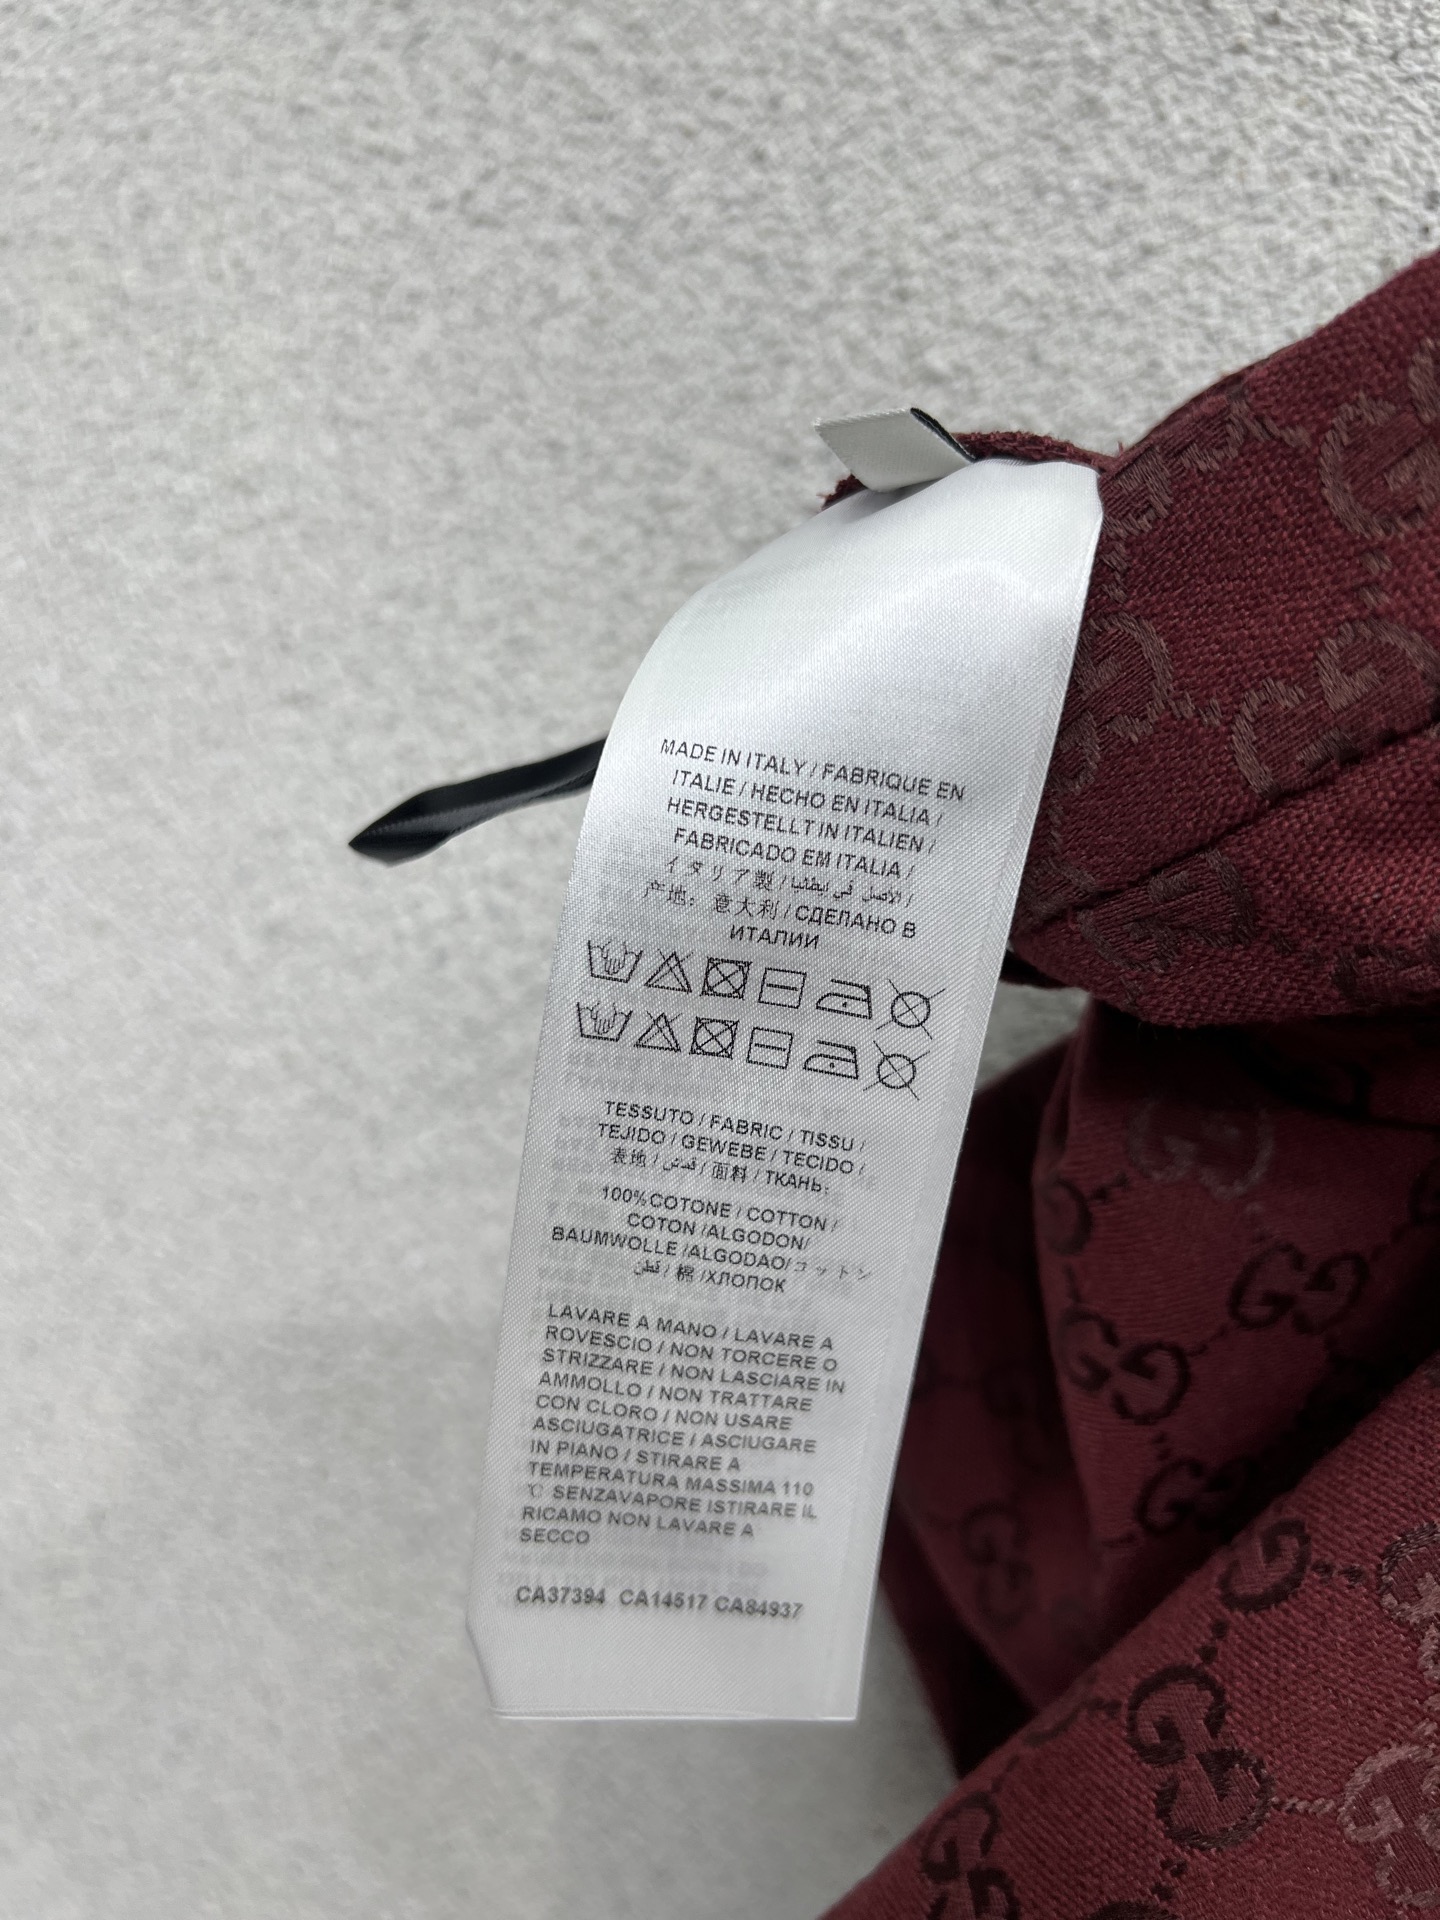 MADE IN ITALY / FABRIQUE EN
ITALIE / HECHO EN ITALIA /
HERGESTELLT IN ITALIEN /
FABRICADO EM ITALIA /
イタリア製 / الأصل في إيطاليا /
产地：意大利 / СДЕЛАНО В
ИТАЛИИ
TESSUTO / FABRIC / TISSU /
TEJIDO / GEWEBE / TECIDO /
表地 / قماش / 面料 / ТКАНЬ:
100% COTONE / COTTON /
COTON /ALGODON/
BAUMWOLLE /ALGODAO/コットン
قطن / 棉 /ХЛОПОК
LAVARE A MANO / LAVARE A
ROVESCIO / NON TORCERE O
STRIZZARE / NON LASCIARE IN
AMMOLLO / NON TRATTARE
CON CLORO / NON USARE
ASCIUGATRICE / ASCIUGARE
IN PIANO / STIRARE A
TEMPERATURA MASSIMA 110
℃ SENZAVAPORE ISTIRARE IL
RICAMO NON LAVARE A
SECCO
CA37394 CA14517 CA84937